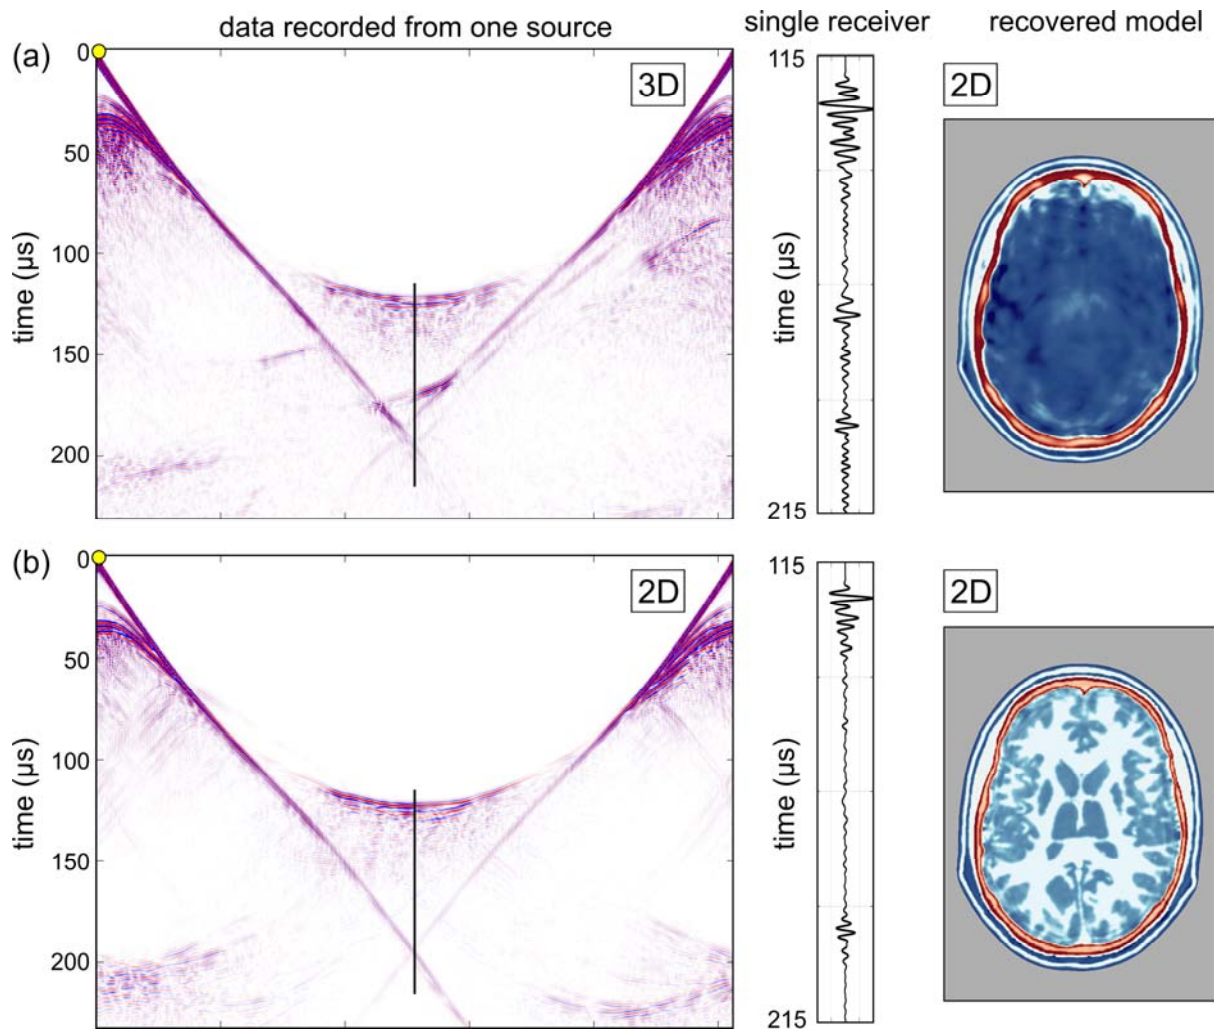 data recorded from one source
single receiver
recovered model
(a)
3D
0
50
100
150
200
time (μs)
115
time (μs)
215
2D
(b)
2D
0
50
100
150
200
time (μs)
115
time (μs)
215
2D